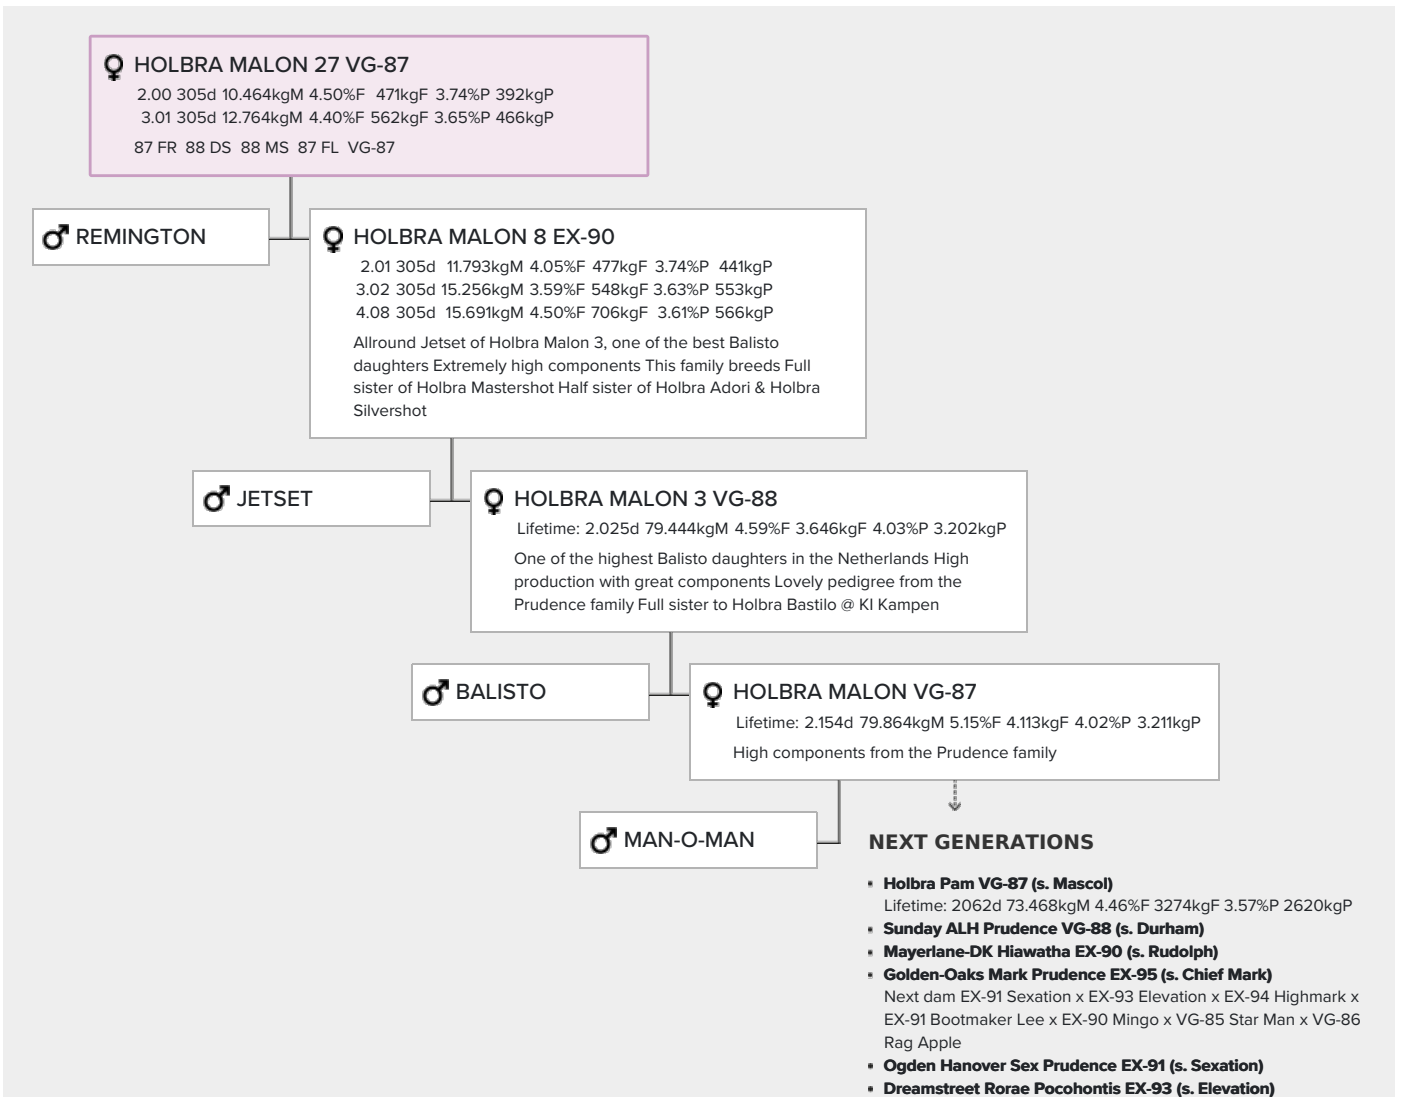 HOLBRA MALON 27 VG-87
2.00 305d 10.464kgM 4.50%F 471kgF 3.74%P 392kgP
3.01 305d 12.764kgM 4.40%F 562kgF 3.65%P 466kgP
87 FR 88 DS 88 MS 87 FL VG-87
REMINGTON
HOLBRA MALON 8 EX-90
2.01 305d 11.793kgM 4.05%F 477kgF 3.74%P 441kgP
3.02 305d 15.256kgM 3.59%F 548kgF 3.63%P 553kgP
4.08 305d 15.691kgM 4.50%F 706kgF 3.61%P 566kgP
Allround Jetset of Holbra Malon 3, one of the best Balisto
daughters Extremely high components This family breeds Full
sister of Holbra Mastershot Half sister of Holbra Adori & Holbra
Silvershot
JETSET
HOLBRA MALON 3 VG-88
Lifetime: 2.025d 79.444kgM 4.59%F 3.646kgF 4.03%P 3.202kgP
One of the highest Balisto daughters in the Netherlands High
production with great components Lovely pedigree from the
Prudence family Full sister to Holbra Bastilo @ KI Kampen
BALISTO
HOLBRA MALON VG-87
Lifetime: 2.154d 79.864kgM 5.15%F 4.113kgF 4.02%P 3.211kgP
High components from the Prudence family
MAN-O-MAN
NEXT GENERATIONS
▪ Holbra Pam VG-87 (s. Mascol)
Lifetime: 2062d 73.468kgM 4.46%F 3274kgF 3.57%P 2620kgP
▪ Sunday ALH Prudence VG-88 (s. Durham)
▪ Mayerlane-DK Hiawatha EX-90 (s. Rudolph)
▪ Golden-Oaks Mark Prudence EX-95 (s. Chief Mark)
Next dam EX-91 Sexation x EX-93 Elevation x EX-94 Highmark x
EX-91 Bootmaker Lee x EX-90 Mingo x VG-85 Star Man x VG-86
Rag Apple
▪ Ogden Hanover Sex Prudence EX-91 (s. Sexation)
▪ Dreamstreet Rorae Pocohontis EX-93 (s. Elevation)